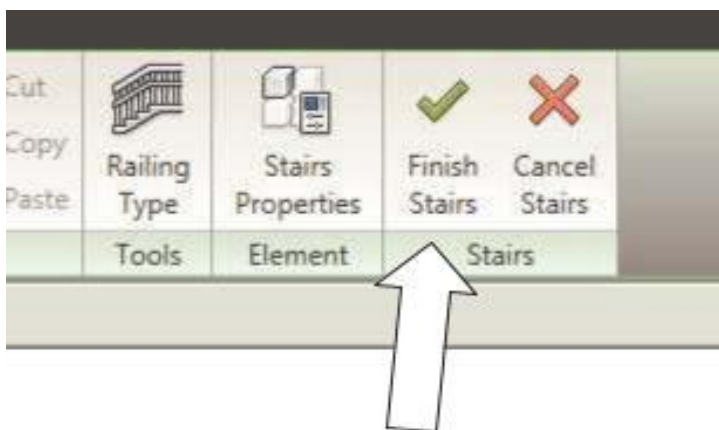 Cut
Copy
Paste
Railing
Type
Tools
Stairs
Properties
Element
Finish
Stairs
Cancel
Stairs
Stairs